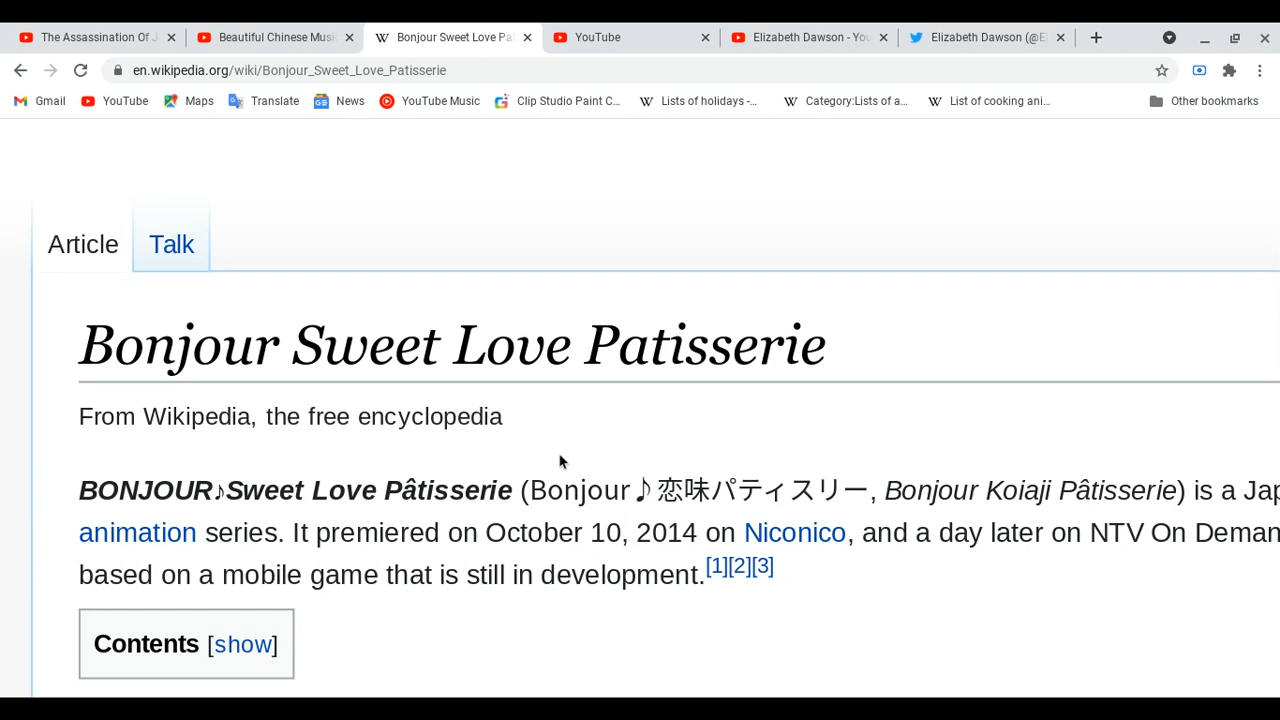 The Assassination Of J
Beautiful Chinese Music
Bonjour Sweet Love Pat
YouTube
Elizabeth Dawson - You
Elizabeth Dawson (@El
en.wikipedia.org/wiki/Bonjour_Sweet_Love_Patisserie
Gmail
YouTube
Maps
Translate
News
YouTube Music
Clip Studio Paint C...
Lists of holidays -...
Category:Lists of a...
List of cooking ani...
Other bookmarks
Article
Talk
Bonjour Sweet Love Patisserie
From Wikipedia, the free encyclopedia
BONJOUR♪Sweet Love Pâtisserie (Bonjour♪恋味パティスリー, Bonjour Koiaji Pâtisserie) is a Jap
animation series. It premiered on October 10, 2014 on Niconico, and a day later on NTV On Deman
based on a mobile game that is still in development.[1][2][3]
Contents [show]